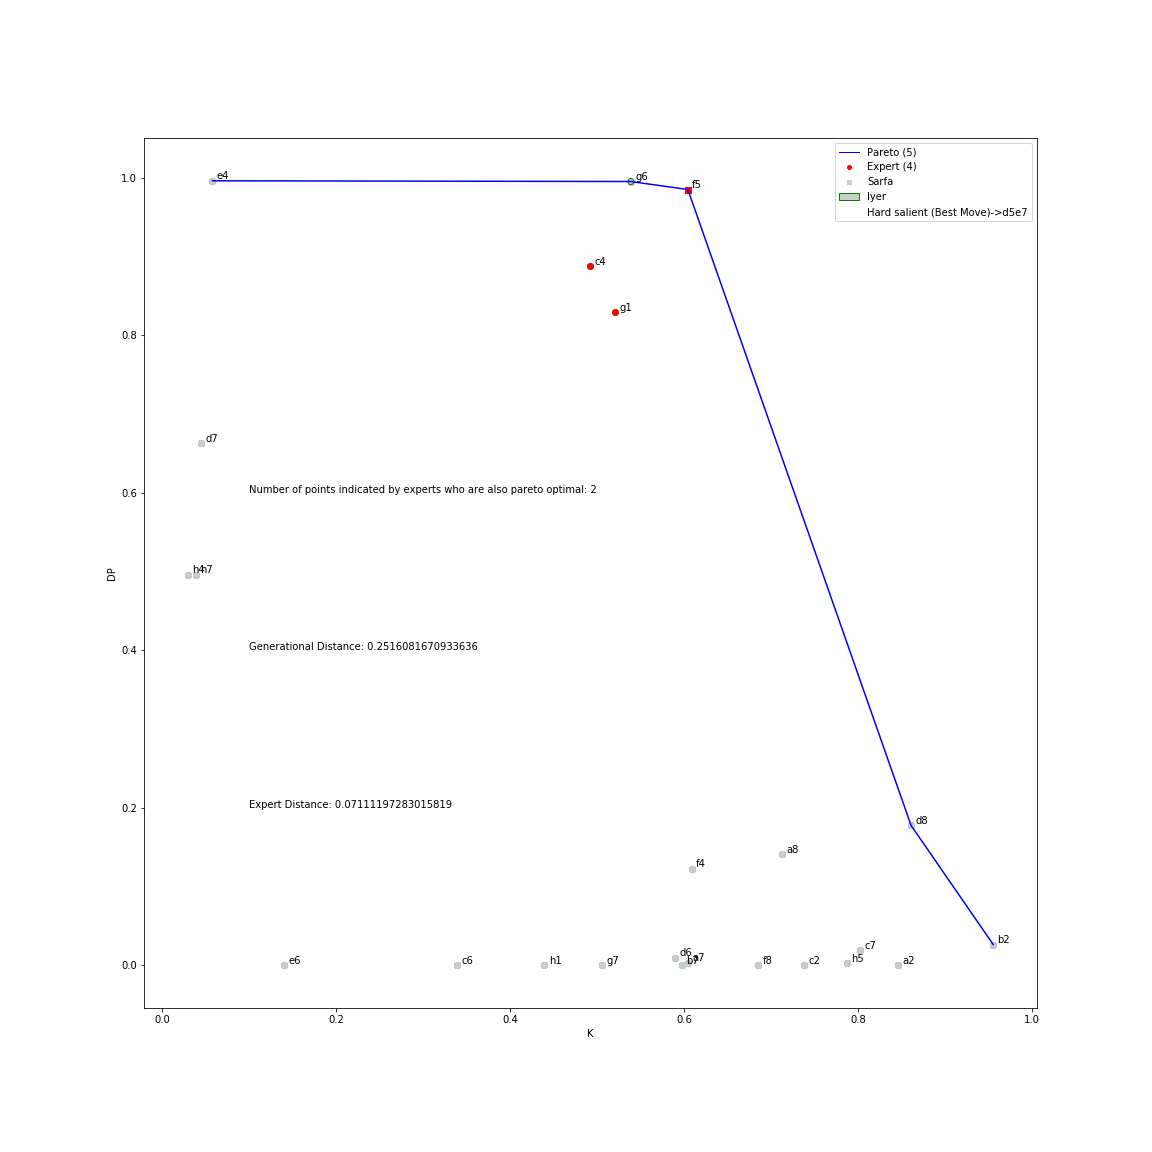 Pareto (5)
Expert (4)
Sarfa
Iyer
Hard salient (Best Move)->d5e7
1.0
e4
g6
f5
c4
g1
0.8
d7
0.6
Number of points indicated by experts who are also pareto optimal: 2
DP
h4
h7
0.4
Generational Distance: 0.2516081670933636
0.2
Expert Distance: 0.07111197283015819
d8
a8
f4
b2
c7
d6
a7
b7
0.0
e6
c6
h1
g7
f8
c2
h5
a2
0.0 0.2 0.4 0.6 0.8 1.0
K